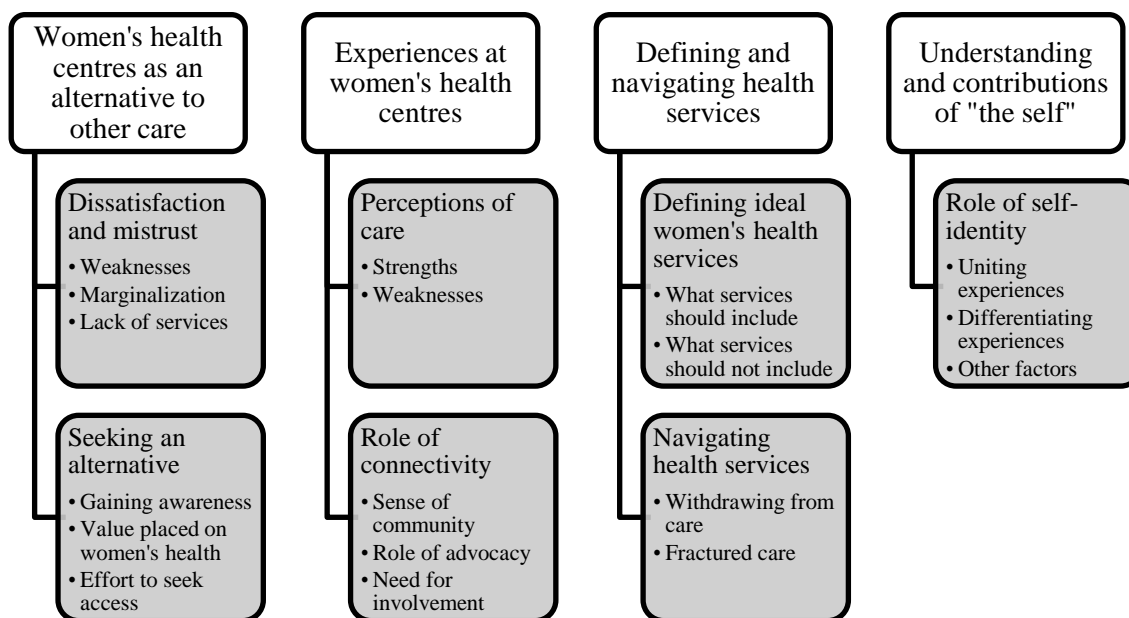 Women's health
centres as an
alternative to
other care
Dissatisfaction
and mistrust
• Weaknesses
• Marginalization
• Lack of services
Seeking an
alternative
• Gaining awareness
• Value placed on
women's health
• Effort to seek
access
Experiences at
women's health
centres
Perceptions of
care
• Strengths
• Weaknesses
Role of
connectivity
• Sense of
community
• Role of advocacy
• Need for
involvement
Defining and
navigating health
services
Defining ideal
women's health
services
• What services
should include
• What services
should not include
Navigating
health services
• Withdrawing from
care
• Fractured care
Understanding
and contributions
of "the self"
Role of self-
identity
• Uniting
experiences
• Differentiating
experiences
• Other factors